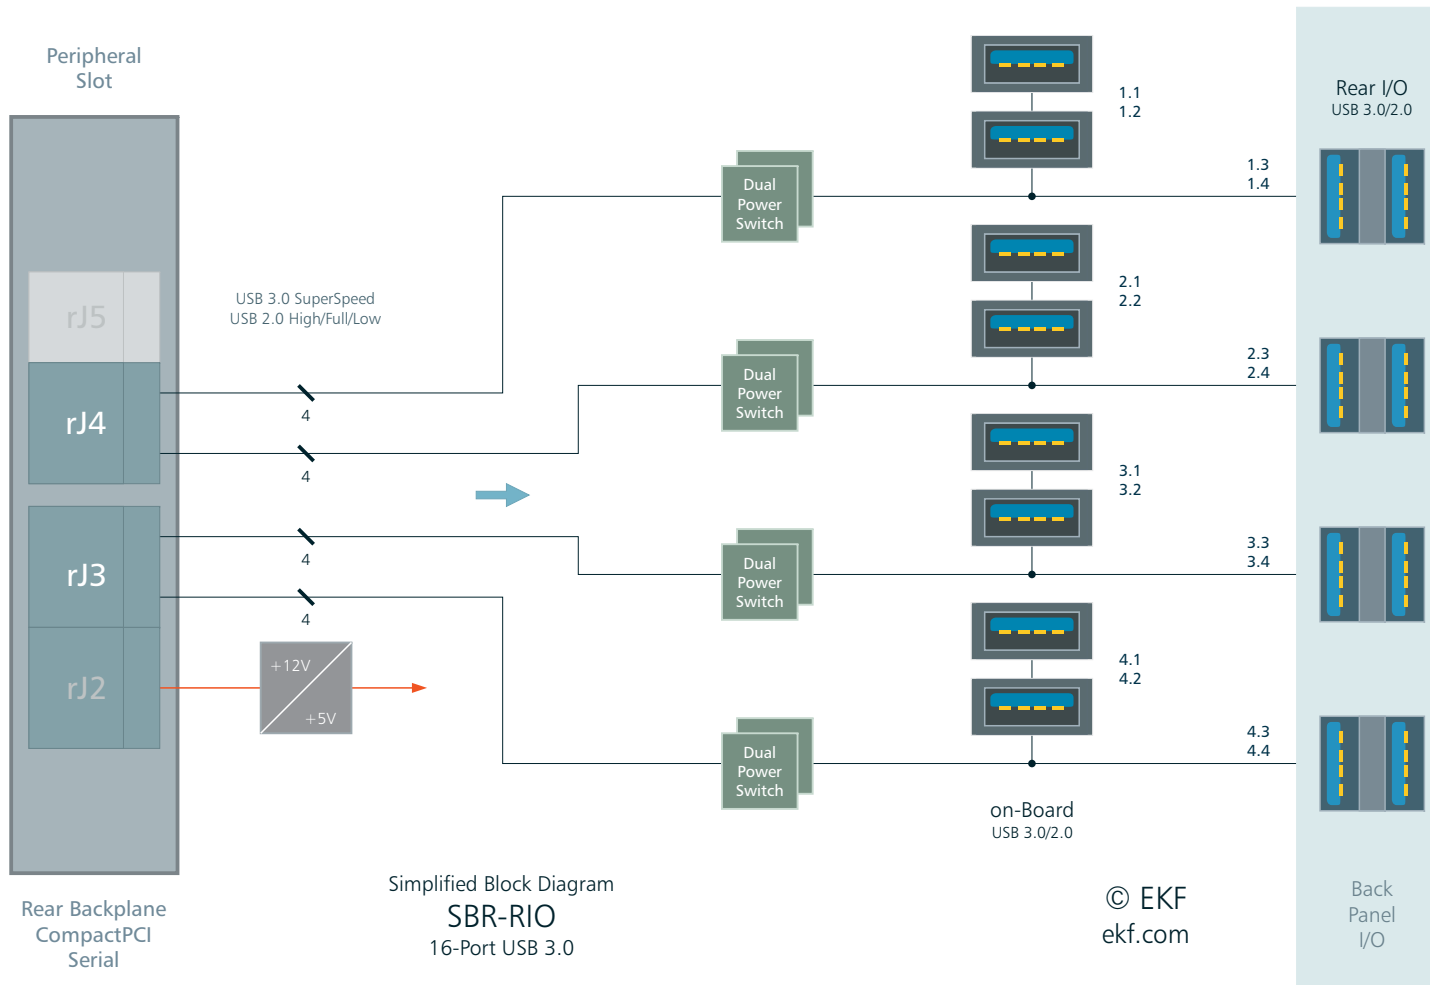 Peripheral
Slot
rJ5
rJ4
rJ3
rJ2
Rear Backplane
CompactPCI
Serial
USB 3.0 SuperSpeed
USB 2.0 High/Full/Low
4
4
4
4
+12V
+5V
Dual
Power
Switch
Dual
Power
Switch
Dual
Power
Switch
Dual
Power
Switch
1.1
1.2
1.3
1.4
2.1
2.2
2.3
2.4
3.1
3.2
3.3
3.4
4.1
4.2
4.3
4.4
on-Board
USB 3.0/2.0
Rear I/O
USB 3.0/2.0
Back
Panel
I/O
Simplified Block Diagram
SBR-RIO
16-Port USB 3.0
© EKF
ekf.com